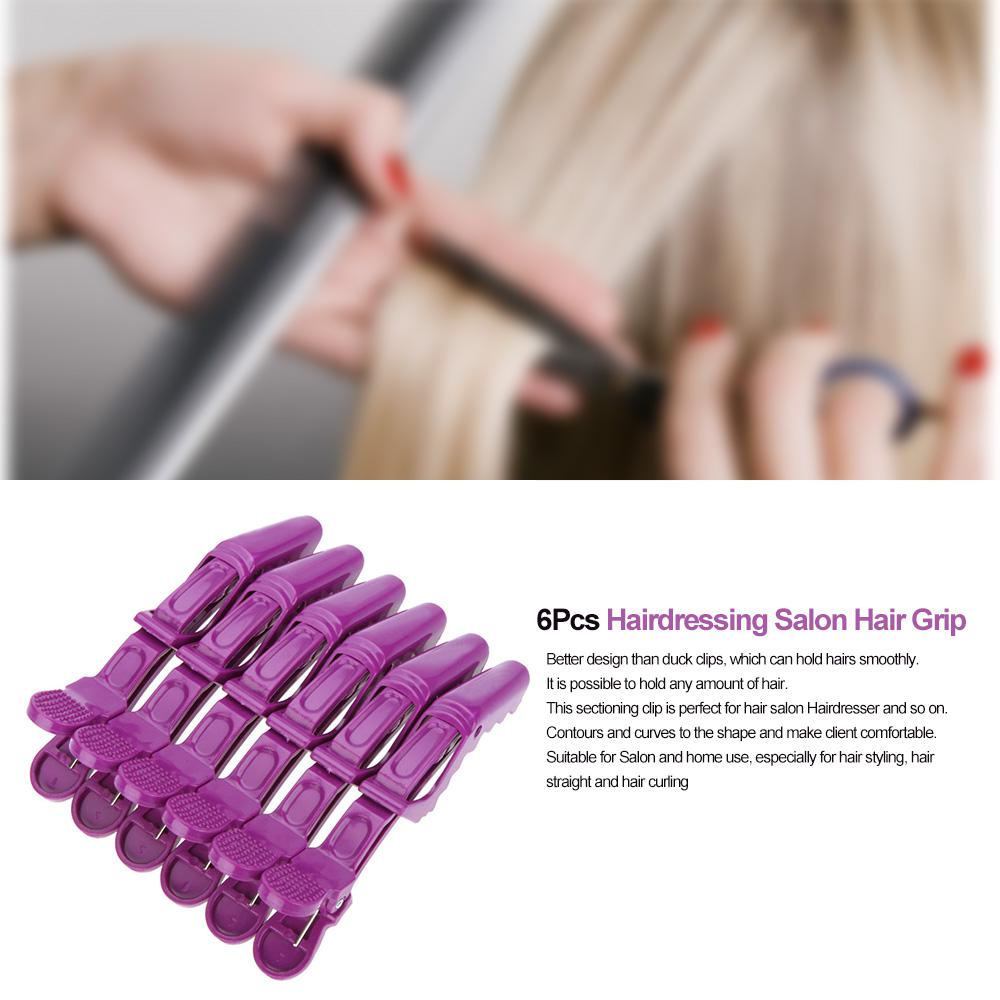 6Pcs Hairdressing Salon Hair Grip
Better design than duck clips, which can hold hairs smoothly.
It is possible to hold any amount of hair.
This sectioning clip is perfect for hair salon Hairdresser and so on.
Contours and curves to the shape and make client comfortable.
Suitable for Salon and home use, especially for hair styling, hair
straight and hair curling